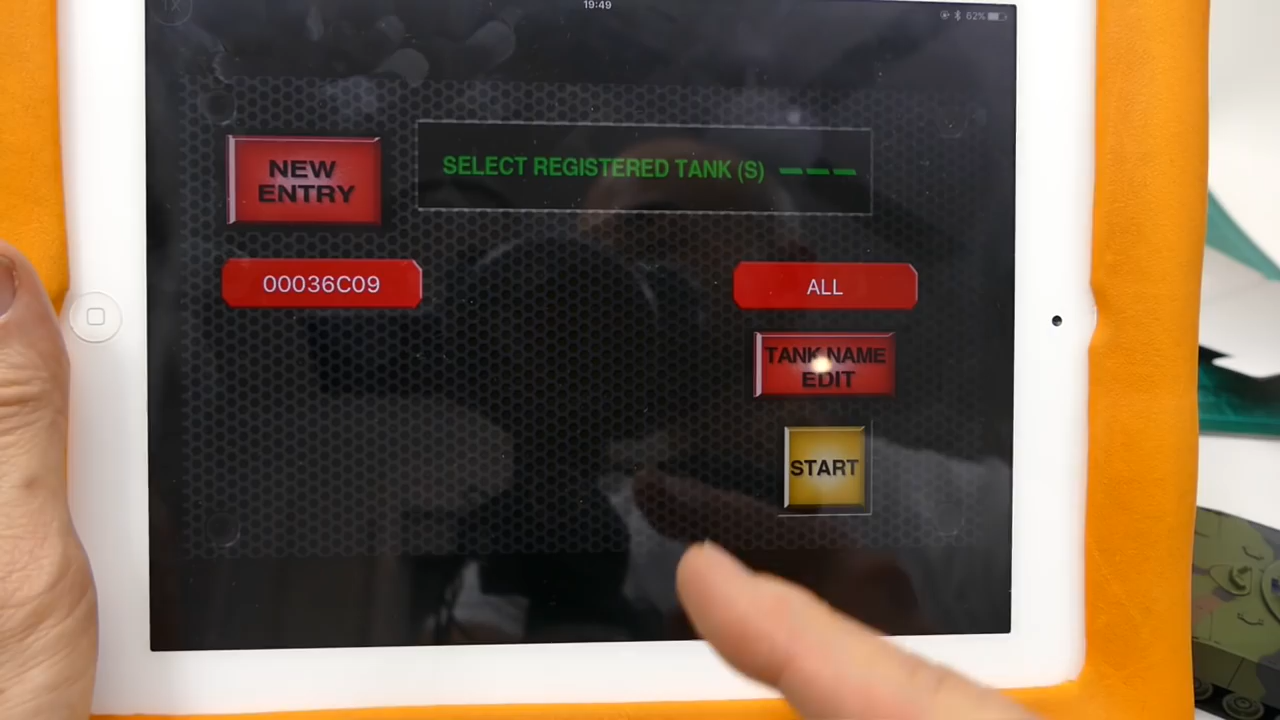 19:49
62%
NEW
ENTRY
SELECT REGISTERED TANK (S) ---
00036C09
ALL
TANK NAME
EDIT
START